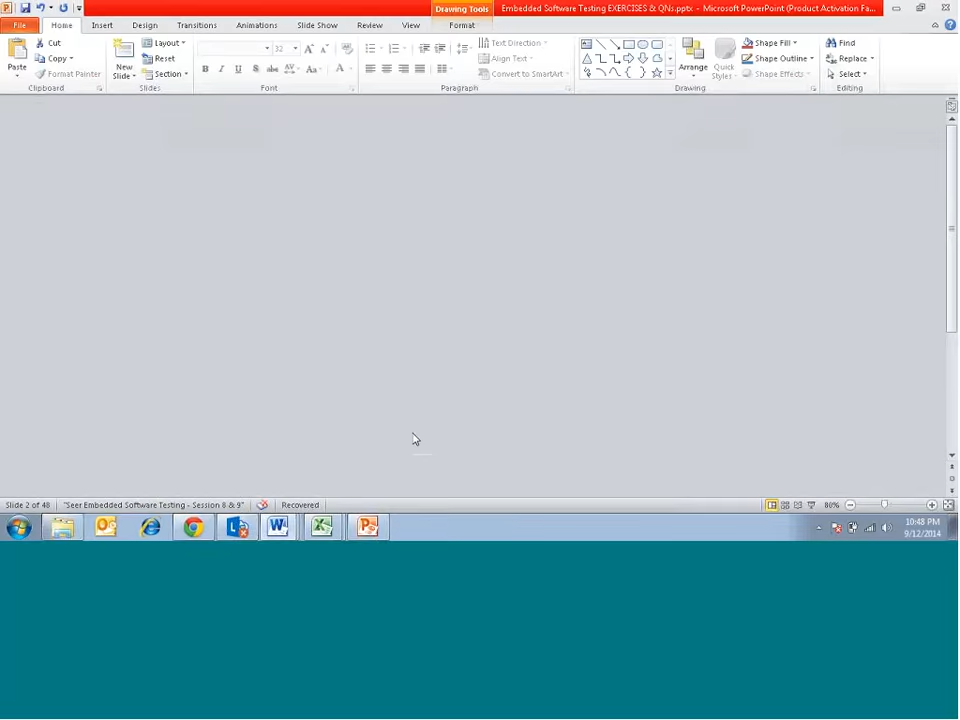 Drawing Tools
Embedded Software Testing EXERCISES & QNs.pptx - Microsoft PowerPoint (Product Activation Fa...
File Home Insert Design Transitions Animations Slide Show Review View Format
Paste
Cut
Copy
Format Painter
Clipboard
New Slide
Layout
Reset
Section
Slides
32
B I U S abc AV Aa A
Font
Text Direction
Align Text
Convert to SmartArt
Paragraph
Arrange
Quick Styles
Shape Fill
Shape Outline
Shape Effects
Drawing
Find
Replace
Select
Editing
Slide 2 of 48 "Seer Embedded Software Testing - Session 8 & 9" Recovered 80%
10:48 PM
9/12/2014